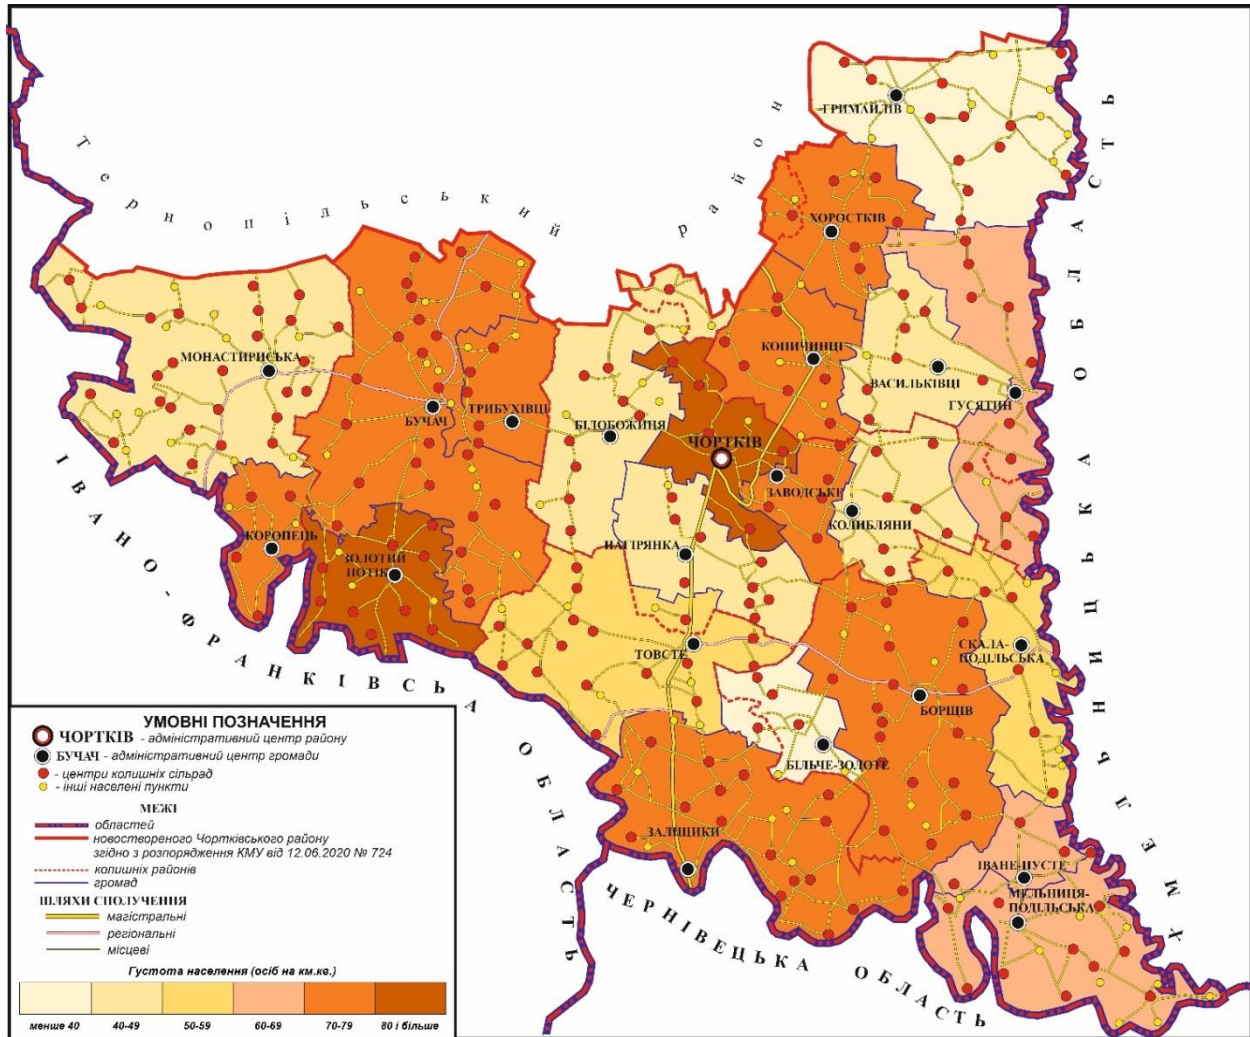 Тернопільський район
ГРИМАЙЛІВ
ХОРОСТКІВ
КОПИЧИНЦІ
МОНАСТИРИСЬКА
ВАСИЛЬКІВЦІ
ГУСЯТИН
БУЧАЧ
ТРИБУХІВЦІ
БІЛОБОЖНИЦЯ
ЧОРТКІВ
ЗАВОДСЬКЕ
КОЛИНДЯНИ
КОРОПЕЦЬ
ЗОЛОТИЙ
ПОТІК
НАГІРЯНКА
ТОВСТЕ
СКАЛА-
ПОДІЛЬСЬКА
БОРЩІВ
БІЛЬЧЕ-ЗОЛОТЕ
ЗАЛІЩИКИ
ІВАНЕ-ПУСТЕ
МЕЛЬНИЦЯ-
ПОДІЛЬСЬКА
ІВАНО-ФРАНКІВСЬКА ОБЛАСТЬ
ЧЕРНІВЕЦЬКА ОБЛАСТЬ
ХМЕЛЬНИЦЬКА ОБЛАСТЬ
УМОВНІ ПОЗНАЧЕННЯ
ЧОРТКІВ - адміністративний центр району
БУЧАЧ - адміністративний центр громади
- центри колишніх сільрад
- інші населені пункти
МЕЖІ
областей
новоствореного Чортківського району
згідно з розпорядження КМУ від 12.06.2020 № 724
колишніх районів
громад
ШЛЯХИ СПОЛУЧЕННЯ
магістральні
регіональні
місцеві
Густота населення (осіб на км.кв.)
менше 40 40-49 50-59 60-69 70-79 80 і більше